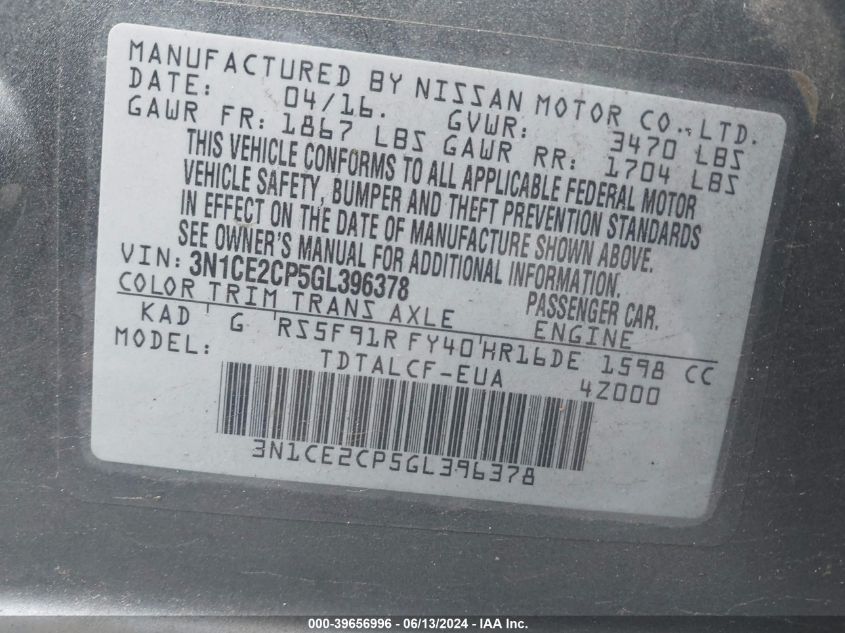 MANUFACTURED BY NISSAN MOTOR CO.,LTD.
DATE: 04/16. GVWR: 3470 LBS
GAWR FR: 1867 LBS GAWR RR: 1704 LBS
THIS VEHICLE CONFORMS TO ALL APPLICABLE FEDERAL MOTOR
VEHICLE SAFETY, BUMPER AND THEFT PREVENTION STANDARDS
IN EFFECT ON THE DATE OF MANUFACTURE SHOWN ABOVE.
SEE OWNER'S MANUAL FOR ADDITIONAL INFORMATION.
VIN: 3N1CE2CP5GL396378 PASSENGER CAR.
COLOR TRIM TRANS AXLE ENGINE
KAD G RS5F91R FY40 HR16DE 1598 CC
MODEL: TDTALCF-EUA 4Z000
3N1CE2CP5GL396378
000-39656996 - 06/13/2024 - IAA Inc.